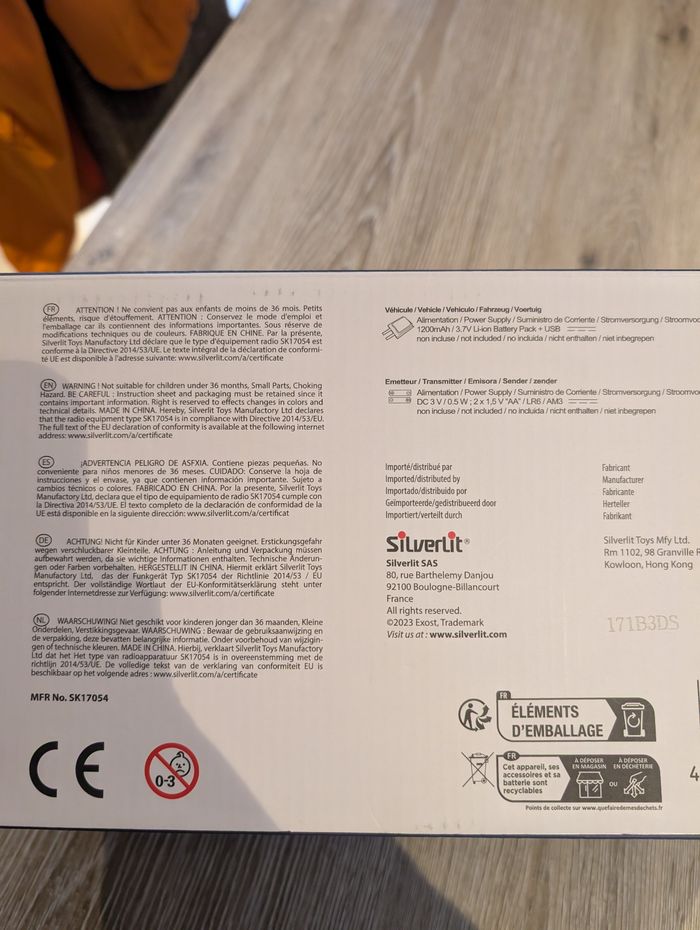 FR ATTENTION ! Ne convient pas aux enfants de moins de 36 mois. Petits
éléments, risque d'étouffement. ATTENTION : Conservez le mode d'emploi et
l'emballage car ils contiennent des informations importantes. Sous réserve de
modifications techniques ou de couleurs. FABRIQUE EN CHINE. Par la présente,
Silverlit Toys Manufactory Ltd déclare que le type d'équipement radio SK17054 est
conforme à la Directive 2014/53/UE. Le texte intégral de la déclaration de conformi-
té UE est disponible à l'adresse suivante: www.silverlit.com/a/certificate
EN WARNING ! Not suitable for children under 36 months, Small Parts, Choking
Hazard. BE CAREFUL : Instruction sheet and packaging must be retained since it
contains important information. Right is reserved to effects changes in colors and
technical details. MADE IN CHINA. Hereby, Silverlit Toys Manufactory Ltd declares
that the radio equipment type SK17054 is in compliance with Directive 2014/53/EU.
The full text of the EU declaration of conformity is available at the following internet
address: www.silverlit.com/a/certificate
ES ¡ADVERTENCIA PELIGRO DE ASFXIA. Contiene piezas pequeñas. No
conveniente para niños menores de 36 meses. CUIDADO: Conserve la hoja de
instrucciones y el envase, ya que contienen información importante. Sujeto a
cambios técnicos o colores. FABRICADO EN CHINA. Por la presente, Silverlit Toys
Manufactory Ltd, declara que el tipo de equipamiento de radio SK17054 cumple con
la Directiva 2014/53/UE. El texto completo de la declaración de conformidad de la
UE está disponible en la siguiente dirección: www.silverlit.com/a/certificat
DE ACHTUNG! Nicht für Kinder unter 36 Monaten geeignet. Erstickungsgefahr
wegen verschluckbarer Kleinteile. ACHTUNG : Anleitung und Verpackung müssen
aufbewahrt werden, da sie wichtige Informationen enthalten. Technische Änderun-
gen oder Farben vorbehalten. HERGESTELLT IN CHINA. Hiermit erklärt Silverlit Toys
Manufactory Ltd, das der Funkgerät Typ SK17054 der Richtlinie 2014/53 / EU
entspricht. Der vollständige Wortlaut der EU-Konformitätserklärung steht unter
folgender Internetdresse zur Verfügung: www.silverlit.com/a/certificate
NL WAARSCHUWING! Niet geschikt voor kinderen jonger dan 36 maanden, Kleine
Onderdelen, Verstikkingsgevaar. WAARSCHUWING : Bewaar de gebruiksaanwijzing en
de verpakking, deze bevatten belangrijke informatie. Onder voorbehoud van wijzigin-
gen of technische kleuren. MADE IN CHINA. Hierbij, verklaart Silverlit Toys Manufactory
Ltd dat het Het type van radioapparatuur SK17054 is in overeenstemming met de
richtlijn 2014/53/UE. De volledige tekst van de verklaring van carformiteit EU is
beschikbaar op het volgende adres : www.silverlit.com/a/certificate
MFR No. SK17054
CE
0-3
Véhicule / Vehicle / Vehiculo / Fahrzeug / Voertuig
Alimentation / Power Supply / Suministro de Corriente / Stromversorgung / Stroomvoo
1200mAh / 3.7V Li-ion Battery Pack + USB
non incluse / not included / no incluida / nicht enthalten / niet inbegrepen
Emetteur / Transmitter / Emisora / Sender / zender
Alimentation / Power Supply / Suministro de Corriente / Stromversorgung / Stroomvoo
DC 3 V / 0.5 W ; 2 x 1,5 V "AA" / LR6 / AM3
non incluse / not included / no incluida / nicht enthalten / niet inbegrepen
Importé/distribué par
Imported/distributed by
Importado/distribuido por
Geïmporteerde/gedistribueerd door
Importiert/verteilt durch
Fabricant
Manufacturer
Fabricante
Herteller
Fabrikant
Silverlit®
Silverlit SAS
80, rue Barthelemy Danjou
92100 Boulogne-Billancourt
France
All rights reserved.
©2023 Exost, Trademark
Visit us at : www.silverlit.com
Silverlit Toys Mfy Ltd.
Rm 1102, 98 Granville R
Kowloon, Hong Kong
171B3DS
FR
ÉLÉMENTS
D'EMBALLAGE
FR
Cet appareil, ses
accessoires et sa
batterie sont
recyclables
À DÉPOSER
EN MAGASIN
OU
À DÉPOSER
EN DÉCHÈTERIE
Points de collecte sur www.quefairedemesdechets.fr
4